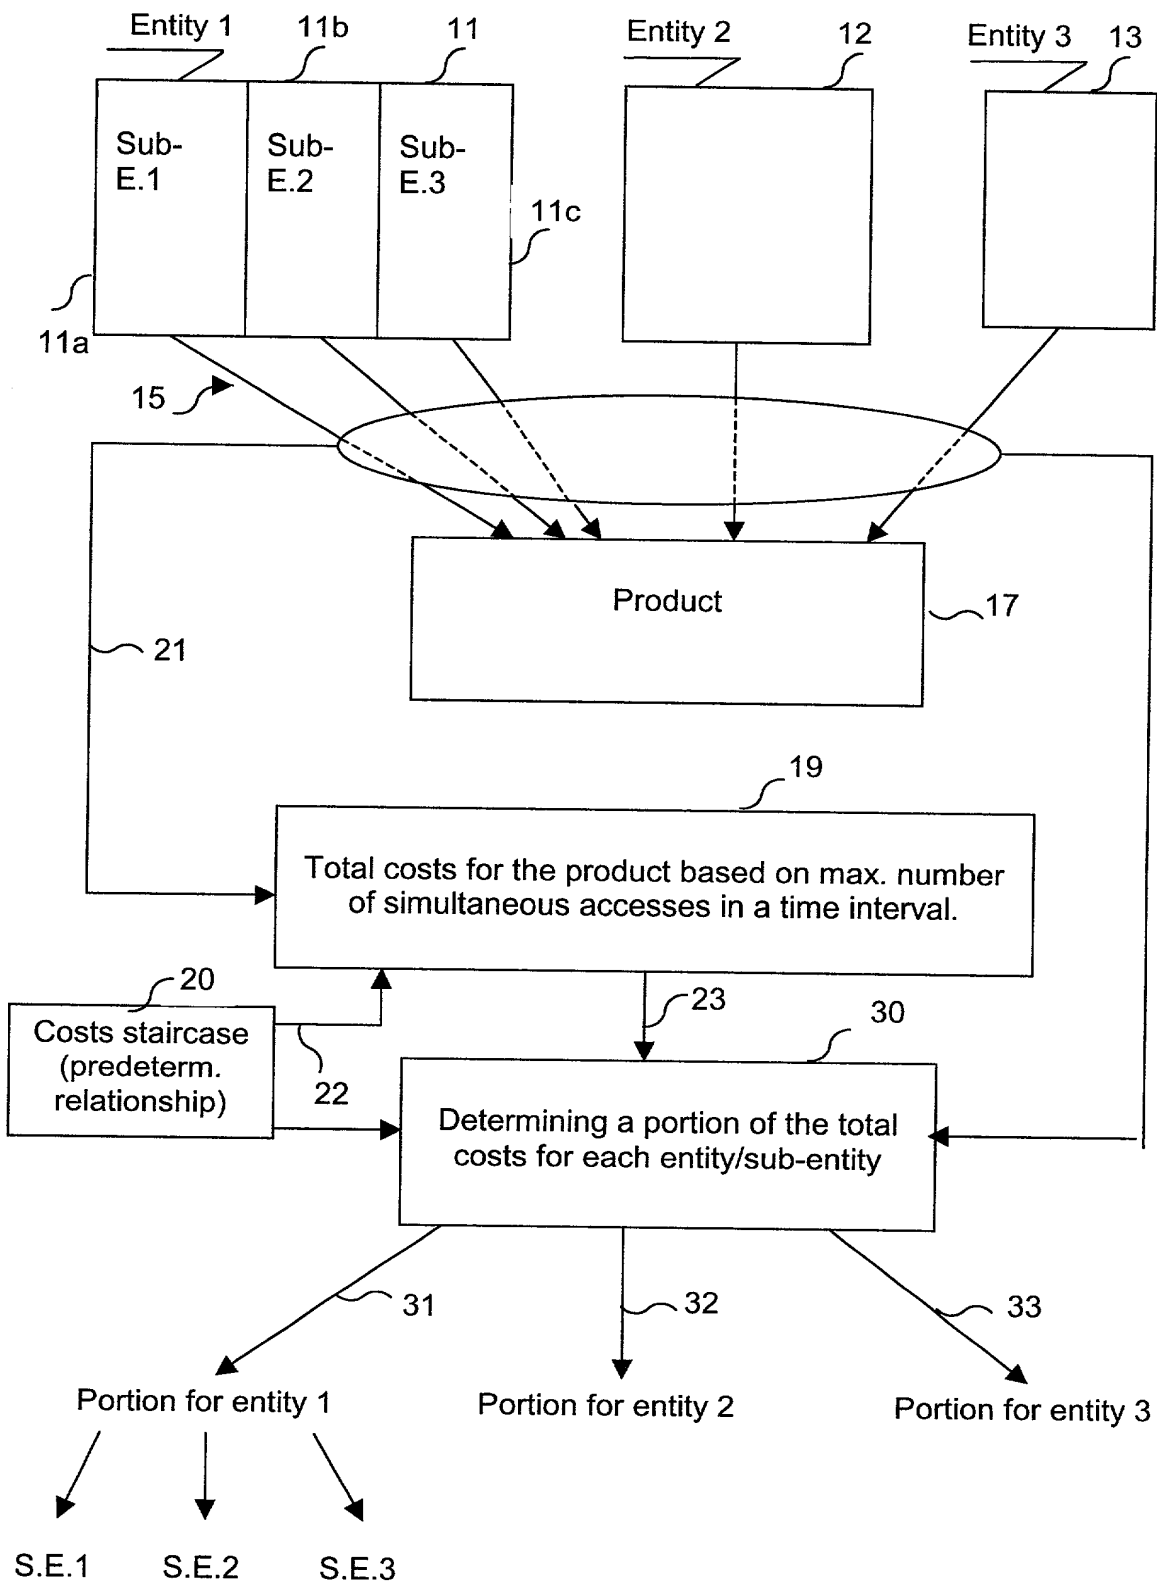 Entity 1
11b
11
Entity 2
12
Entity 3
13
Sub-
E.1
Sub-
E.2
Sub-
E.3
11c
11a
15
Product
17
21
19
Total costs for the product based on max. number
of simultaneous accesses in a time interval.
20
Costs staircase
(predeterm.
relationship)
22
23
30
Determining a portion of the total
costs for each entity/sub-entity
31
32
33
Portion for entity 1
Portion for entity 2
Portion for entity 3
S.E.1
S.E.2
S.E.3